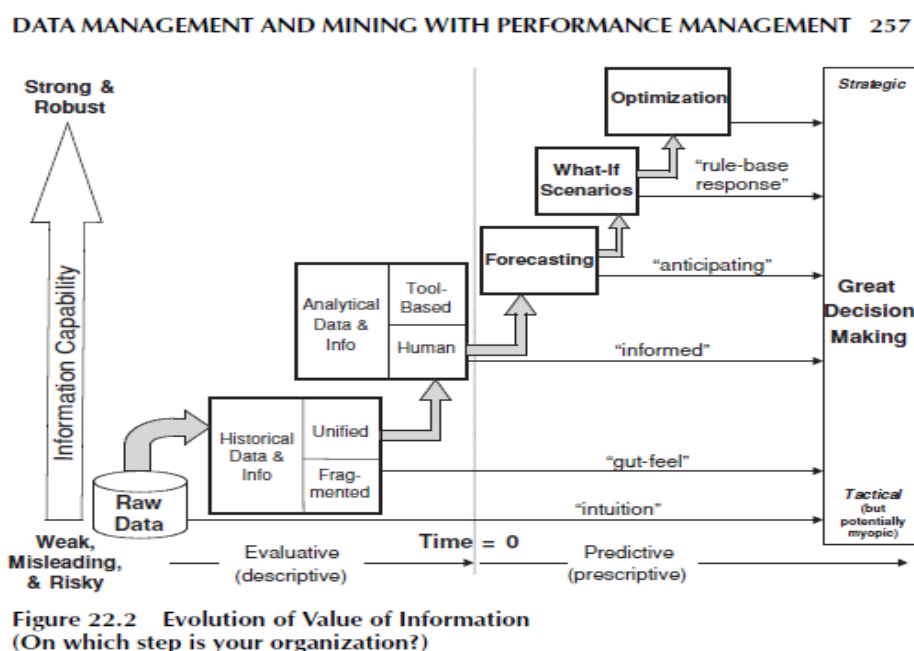 DATA MANAGEMENT AND MINING WITH PERFORMANCE MANAGEMENT 257
Strong &
Robust
Information Capability
Weak,
Misleading,
& Risky
Raw
Data
Historical
Data &
Info
Unified
Frag-
mented
Analytical
Data &
Info
Tool-
Based
Human
Forecasting
What-If
Scenarios
Optimization
"rule-base
response"
"anticipating"
"informed"
"gut-feel"
"intuition"
Strategic
Great
Decision
Making
Tactical
(but
potentially
myopic)
Evaluative
(descriptive)
Time = 0
Predictive
(prescriptive)
Figure 22.2 Evolution of Value of Information
(On which step is your organization?)